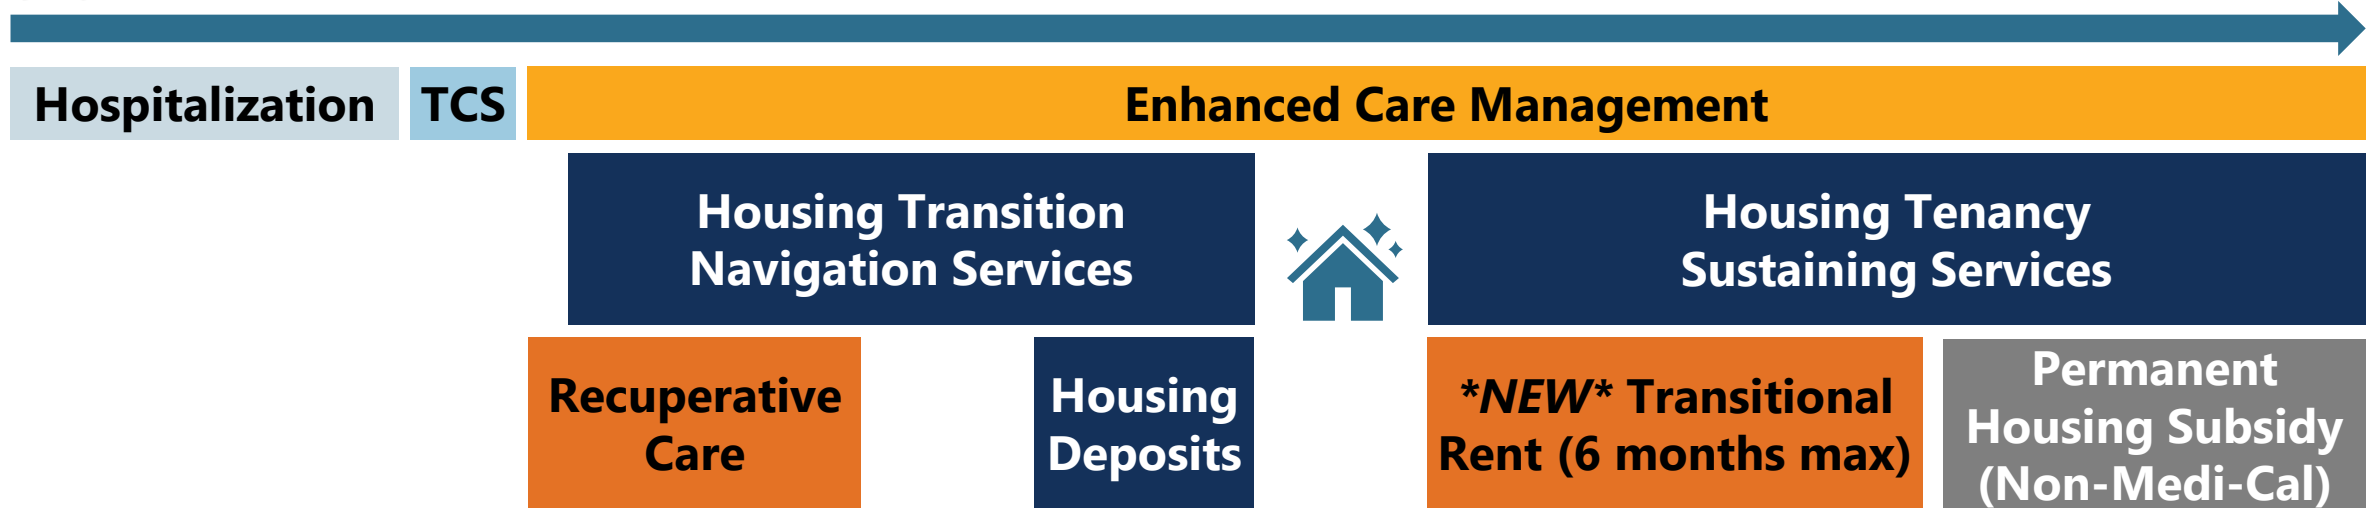 Hospitalization
TCS
Enhanced Care Management
Housing Transition
Navigation Services
Housing Tenancy
Sustaining Services
Recuperative
Care
Housing
Deposits
*NEW* Transitional
Rent (6 months max)
Permanent
Housing Subsidy
(Non-Medi-Cal)